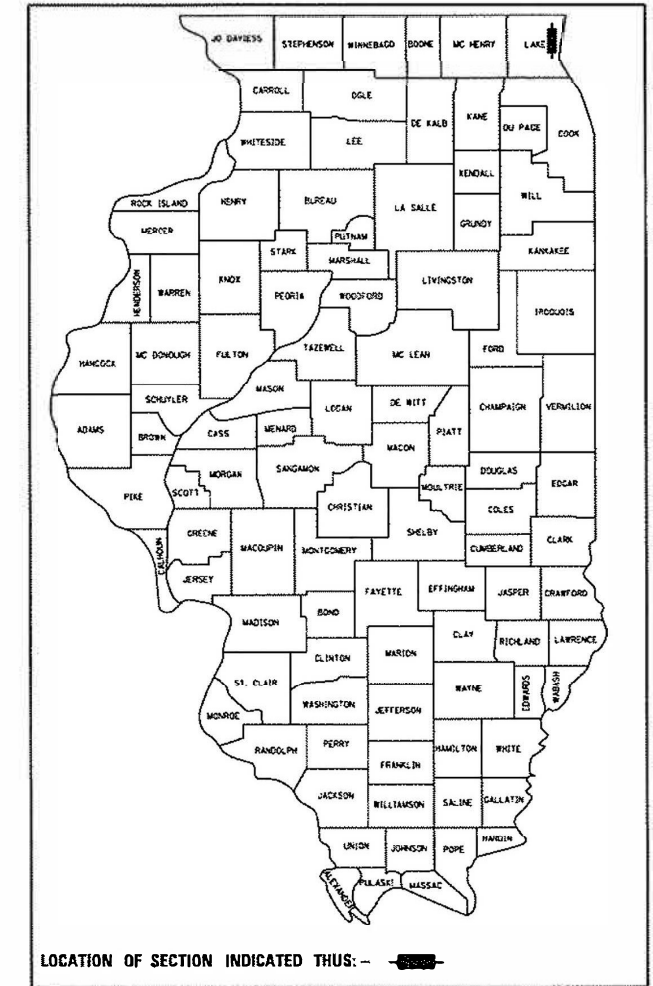 JO DAVIESS STEPHENSON WINNEBAGO BOONE MC HENRY LAKE
CARROLL OGLE DE KALB KANE DU PAGE COOK
WHITESIDE LEE
KENDALL WILL
ROCK ISLAND HENRY BUREAU LA SALLE GRUNDY
MERCER PUTNAM
STARK MARSHALL KANKAKEE
HENDERSON WARREN KNOX PEORIA WOODFORD LIVINGSTON
IROQUOIS
HANCOCK MC DONOUGH FULTON TAZEWELL MC LEAN FORD
MASON
SCHUYLER LOGAN DE WITT CHAMPAIGN VERMILION
ADAMS BROWN CASS MENARD MACON PIATT
PIKE SCOTT MORGAN SANGAMON MOULTRIE DOUGLAS EDGAR
CHRISTIAN COLES
CALHOUN GREENE MACOUPIN MONTGOMERY SHELBY CUMBERLAND CLARK
JERSEY FAYETTE EFFINGHAM JASPER CRAWFORD
MADISON BOND
CLAY RICHLAND LAWRENCE
CLINTON MARION
ST. CLAIR WAYNE EDWARDS WABASH
MONROE WASHINGTON JEFFERSON
RANDOLPH PERRY HAMILTON WHITE
FRANKLIN
JACKSON WILLIAMSON SALINE GALLATIN
UNION JOHNSON POPE HARDIN
ALEXANDER PULASKI MASSAC
LOCATION OF SECTION INDICATED THUS: –